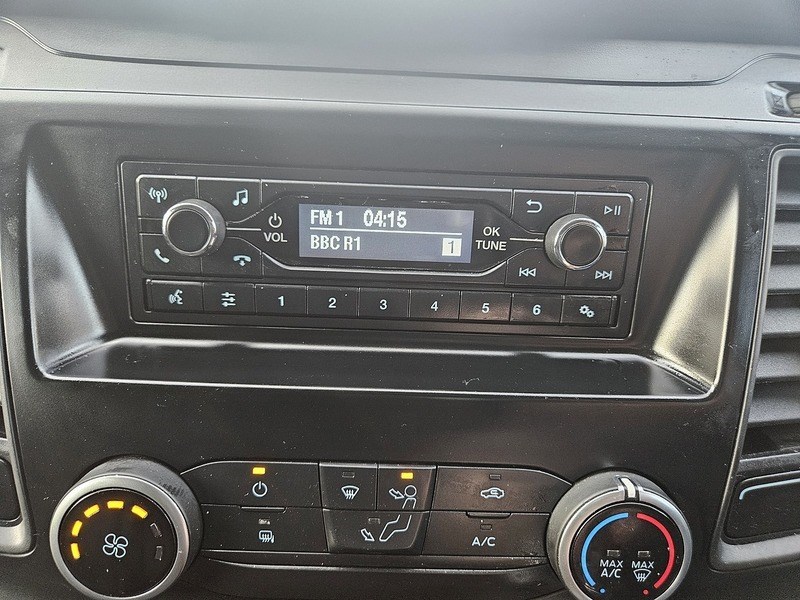 FM 1 04:15
BBC R1 1
VOL
OK
TUNE
1 2 3 4 5 6
A/C
MAX A/C
MAX